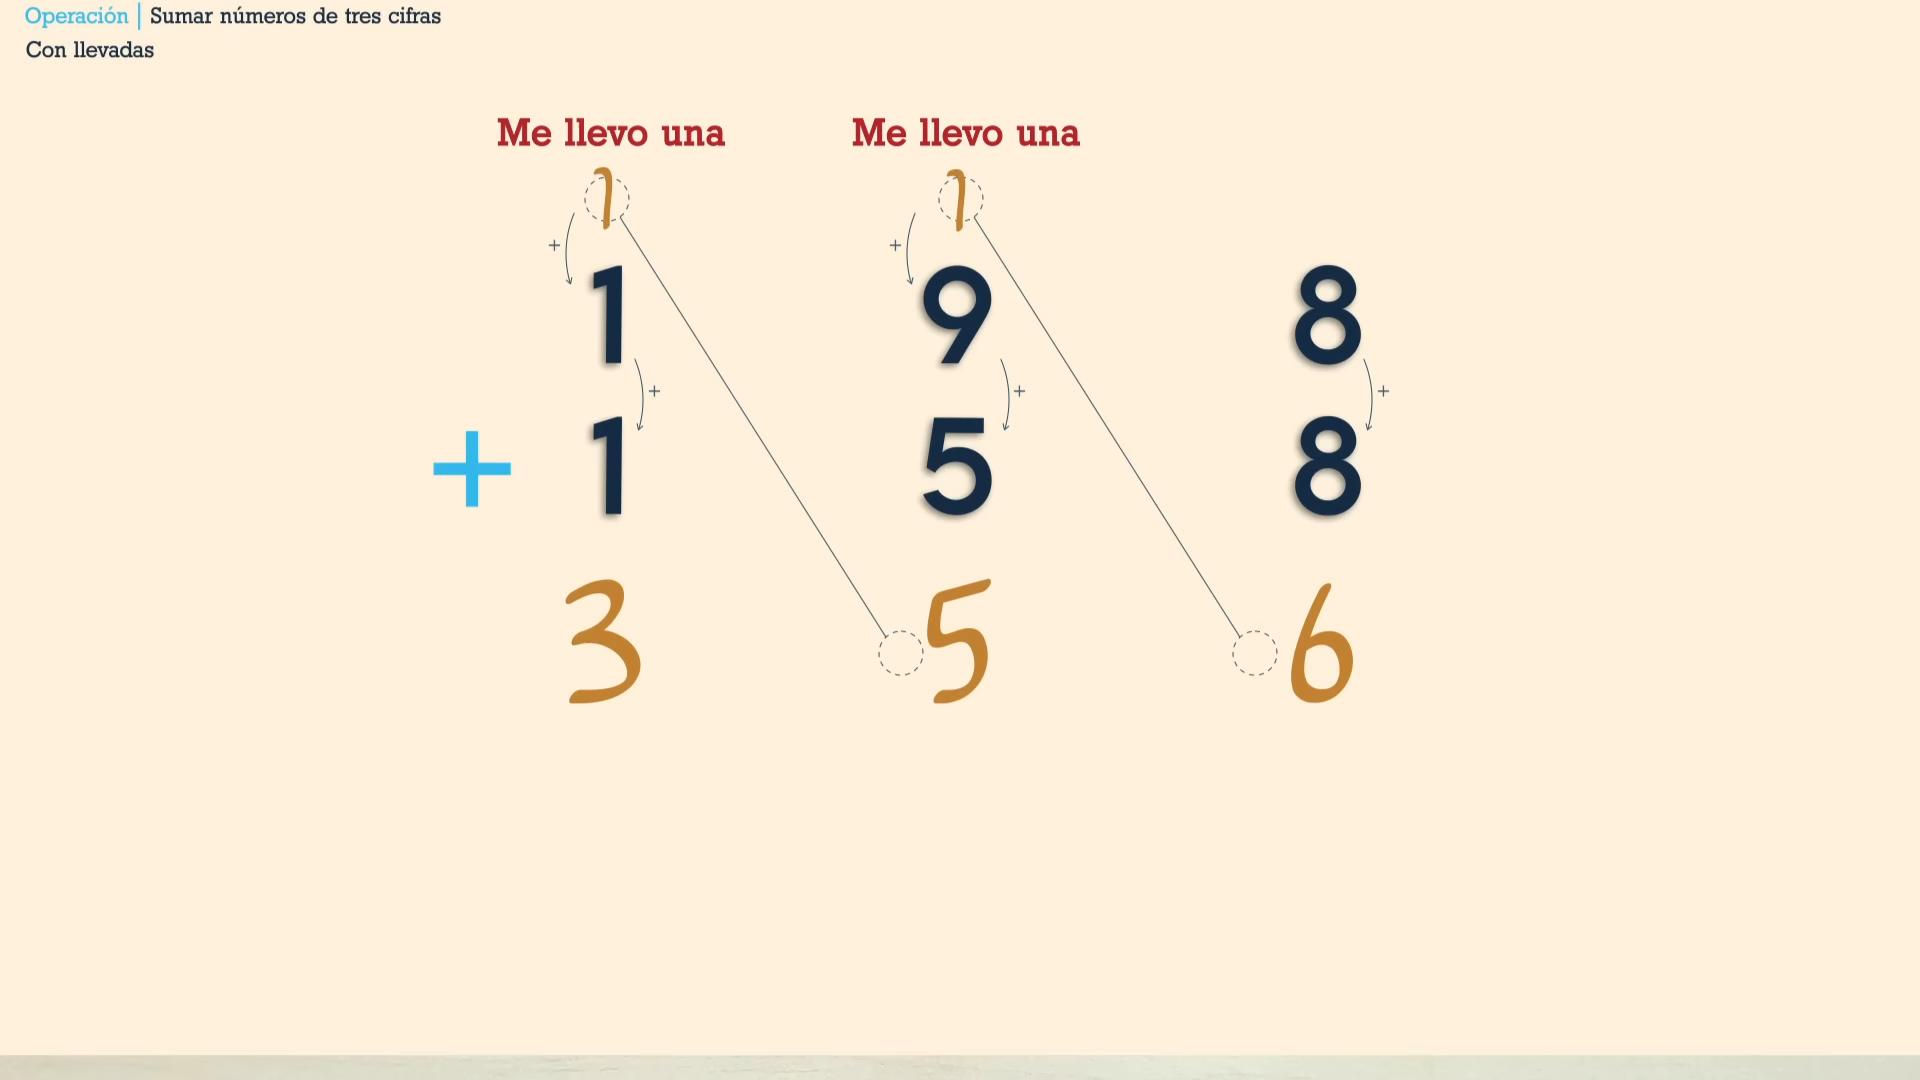 Operación | Sumar números de tres cifras
Con llevadas
Me llevo una Me llevo una
1 1
+ +
1 9 8
+ + +
+ 1 5 8
3 5 6